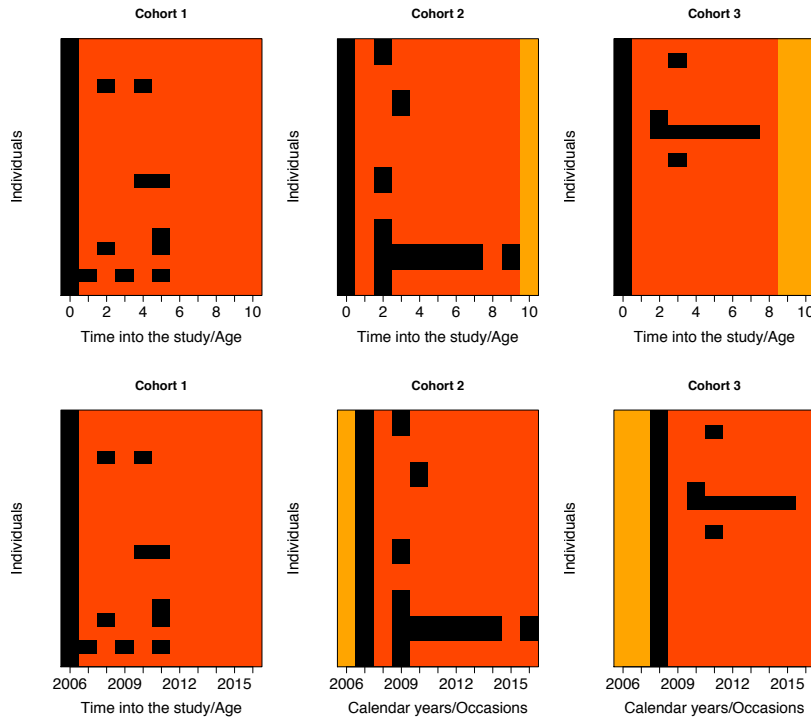 Cohort 1
Cohort 2
Cohort 3
Individuals
Individuals
Individuals
0 2 4 6 8 10
0 2 4 6 8 10
0 2 4 6 8 10
Time into the study/Age
Time into the study/Age
Time into the study/Age
Cohort 1
Cohort 2
Cohort 3
Individuals
Individuals
Individuals
2006 2009 2012 2015
2006 2009 2012 2015
2006 2009 2012 2015
Time into the study/Age
Calendar years/Occasions
Calendar years/Occasions